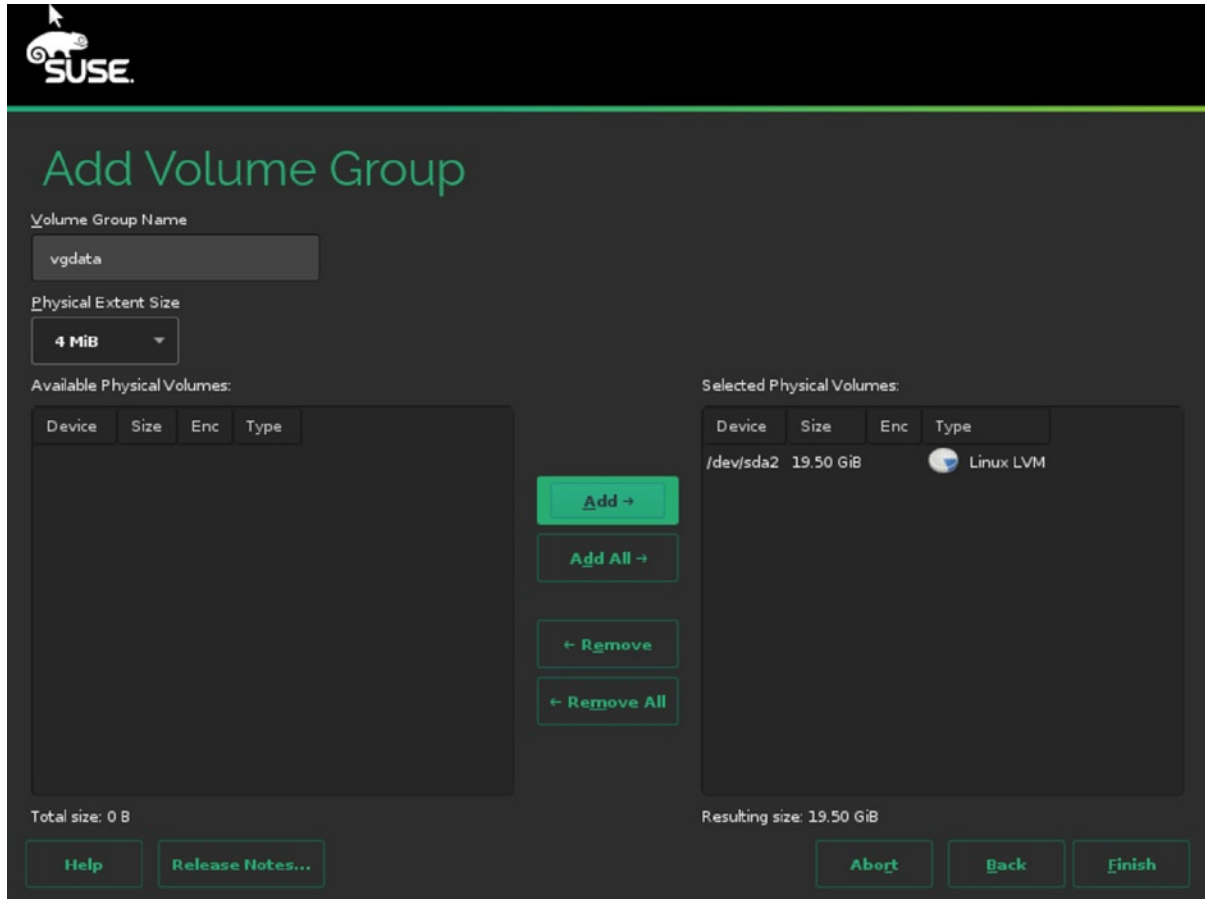 SUSE.
Add Volume Group
Volume Group Name
vgdata
Physical Extent Size
4 MiB
Available Physical Volumes:
Device Size Enc Type
Add →
Add All →
← Remove
← Remove All
Total size: 0 B
Selected Physical Volumes:
Device Size Enc Type
/dev/sda2 19.50 GiB Linux LVM
Resulting size: 19.50 GiB
Help Release Notes... Abort Back Finish